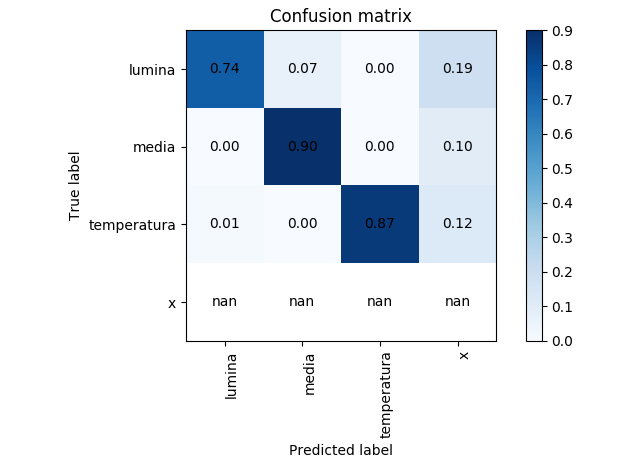 Confusion matrix
True label
lumina 0.74 0.07 0.00 0.19
media 0.00 0.90 0.00 0.10
temperatura 0.01 0.00 0.87 0.12
x nan nan nan nan
lumina media temperatura x
Predicted label
0.9
0.8
0.7
0.6
0.5
0.4
0.3
0.2
0.1
0.0